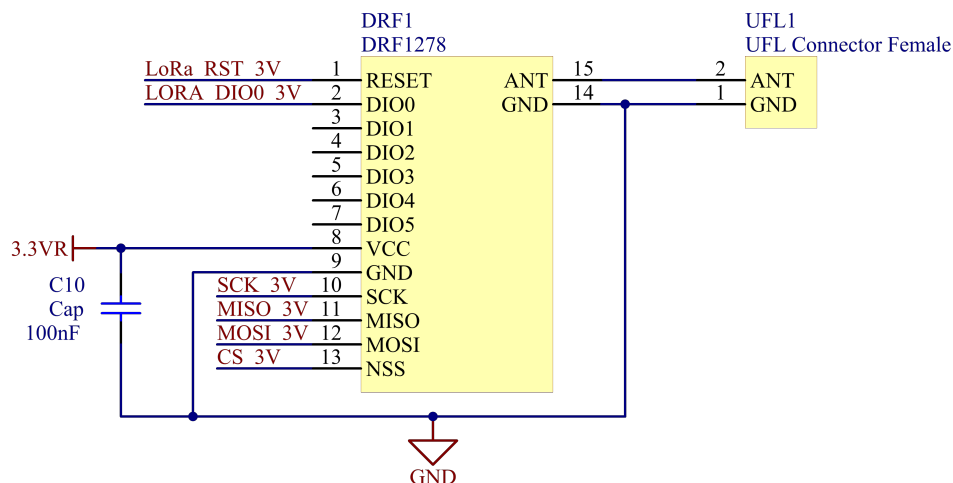 DRF1
DRF1278
UFL1
UFL Connector Female
LoRa_RST_3V 1 RESET
LORA_DIO0_3V 2 DIO0
3 DIO1
4 DIO2
5 DIO3
6 DIO4
7 DIO5
3.3VR 8 VCC
9 GND
SCK_3V 10 SCK
MISO_3V 11 MISO
MOSI_3V 12 MOSI
CS_3V 13 NSS
ANT 15 2 ANT
GND 14 1 GND
C10
Cap
100nF
GND